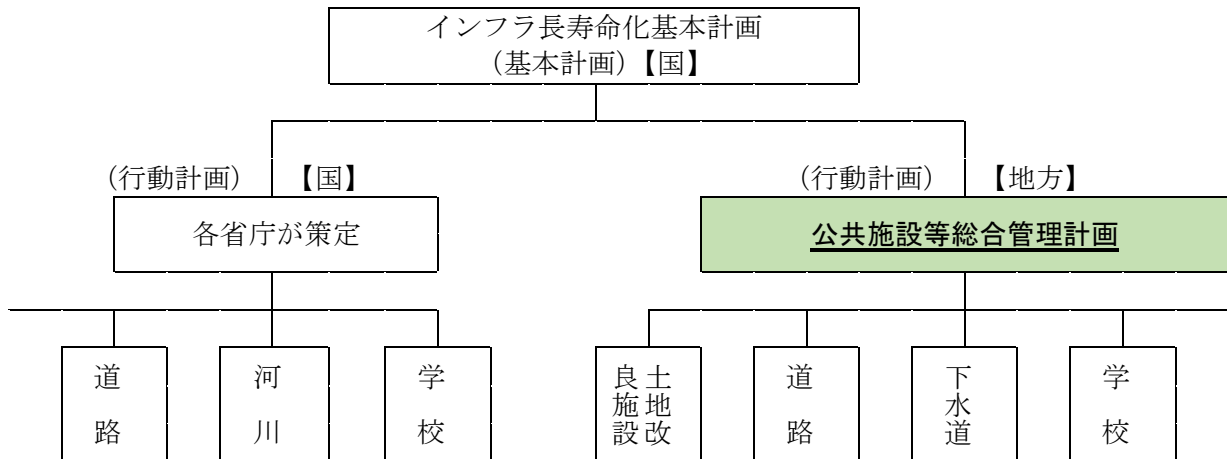 インフラ長寿命化基本計画
(基本計画)【国】
(行動計画) 【国】
(行動計画) 【地方】
各省庁が策定
公共施設等総合管理計画
道路
河川
学校
土地改
良施設
道路
下水道
学校